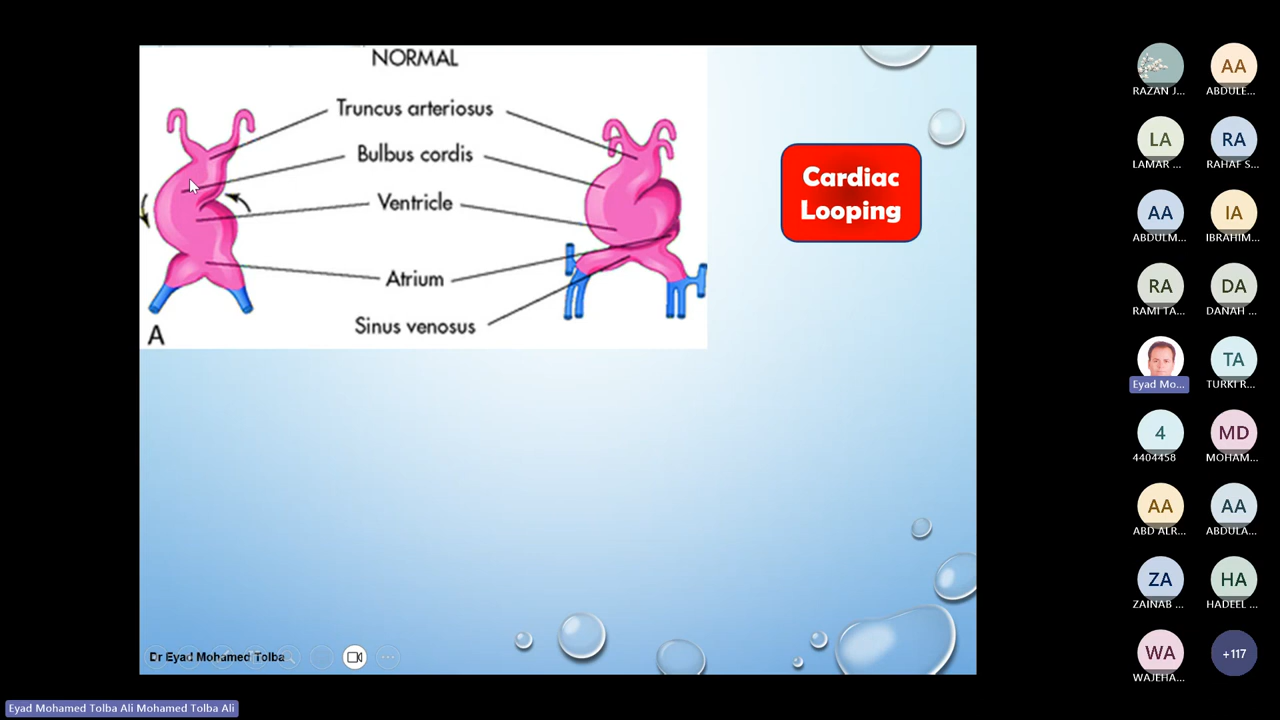 NORMAL
Truncus arteriosus
Bulbus cordis
Ventricle
Atrium
Sinus venosus
A
Cardiac
Looping
Dr Eyad Mohamed Tolba
RAZAN J...
AA
ABDULE...
LA
LAMAR ...
RA
RAHAF S...
AA
ABDULM...
IA
IBRAHIM...
RA
RAMI TA...
DA
DANAH ...
Eyad Mo...
TA
TURKI R...
4
4404458
MD
MOHAM...
AA
ABD ALR...
AA
ABDULA...
ZA
ZAINAB ...
HA
HADEEL ...
WA
WAJEHA...
+117
Eyad Mohamed Tolba Ali Mohamed Tolba Ali